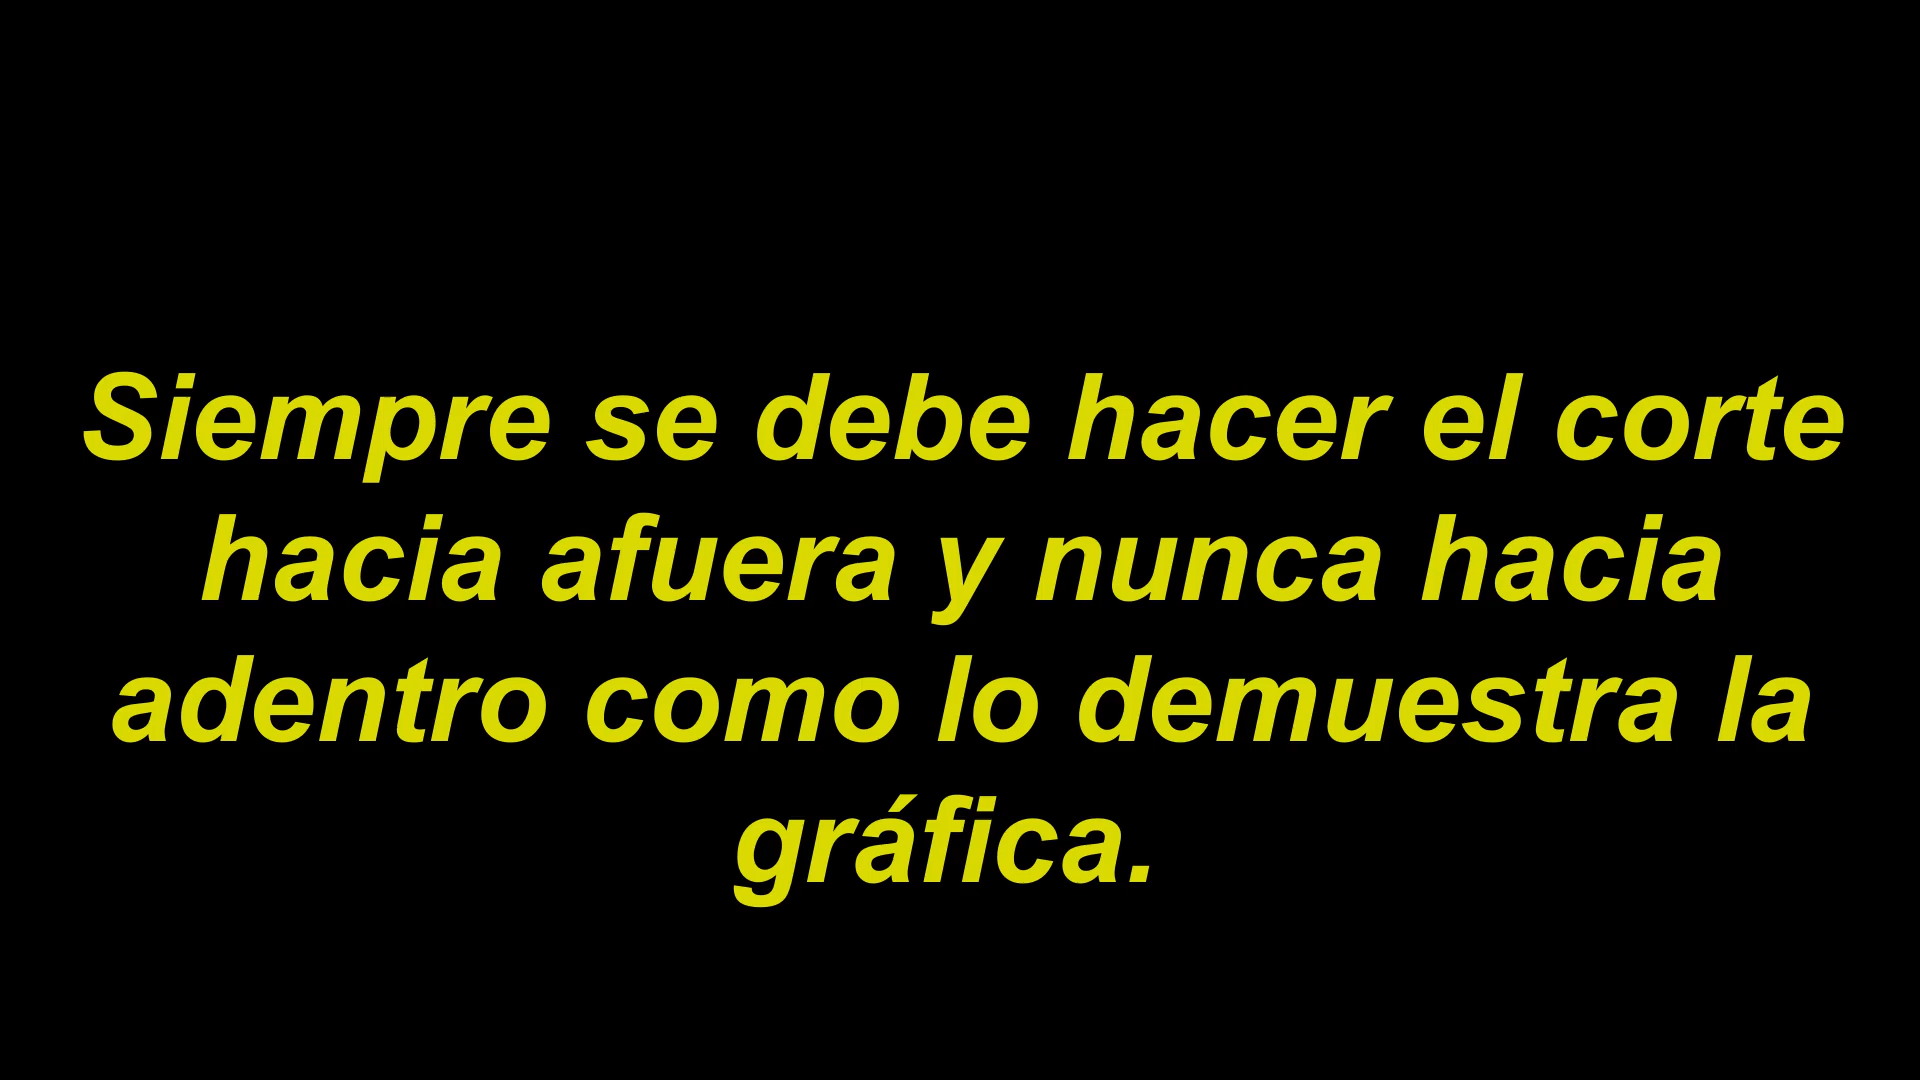 Siempre se debe hacer el corte
hacia afuera y nunca hacia
adentro como lo demuestra la
gráfica.